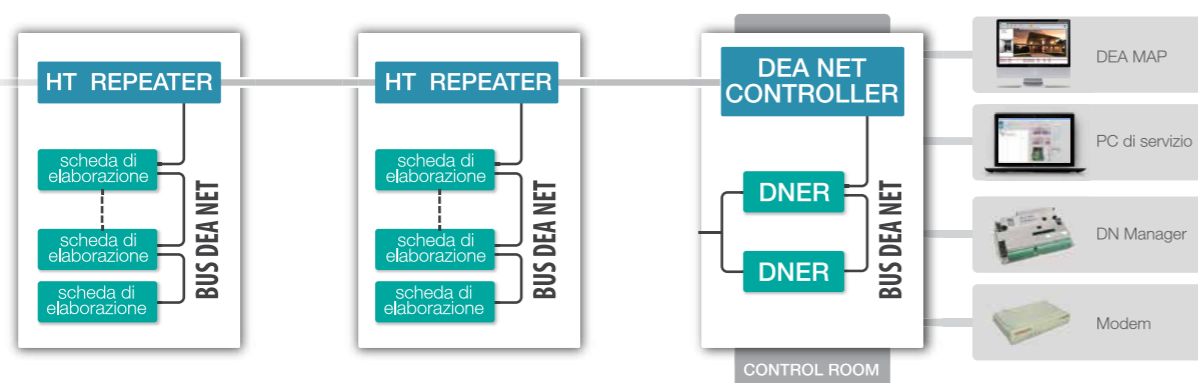 HT REPEATER
scheda di
elaborazione
scheda di
elaborazione
scheda di
elaborazione
BUS DEA NET
HT REPEATER
scheda di
elaborazione
scheda di
elaborazione
scheda di
elaborazione
BUS DEA NET
DEA NET
CONTROLLER
DNER
DNER
BUS DEA NET
CONTROL ROOM
DEA MAP
PC di servizio
DN Manager
Modem